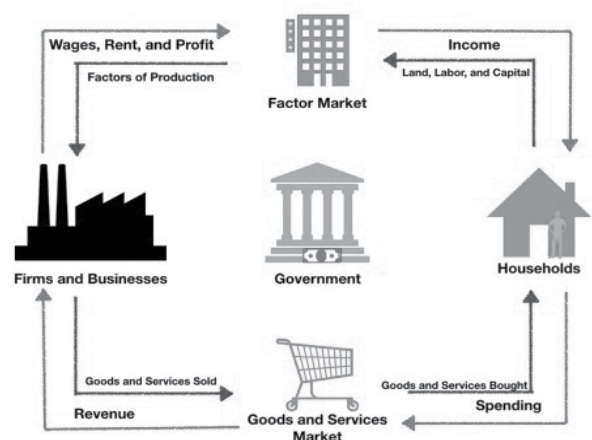 Wages, Rent, and Profit
Income
Factors of Production
Land, Labor, and Capital
Factor Market
Firms and Businesses
Government
Households
Goods and Services Sold
Goods and Services Bought
Revenue
Spending
Goods and Services
Market